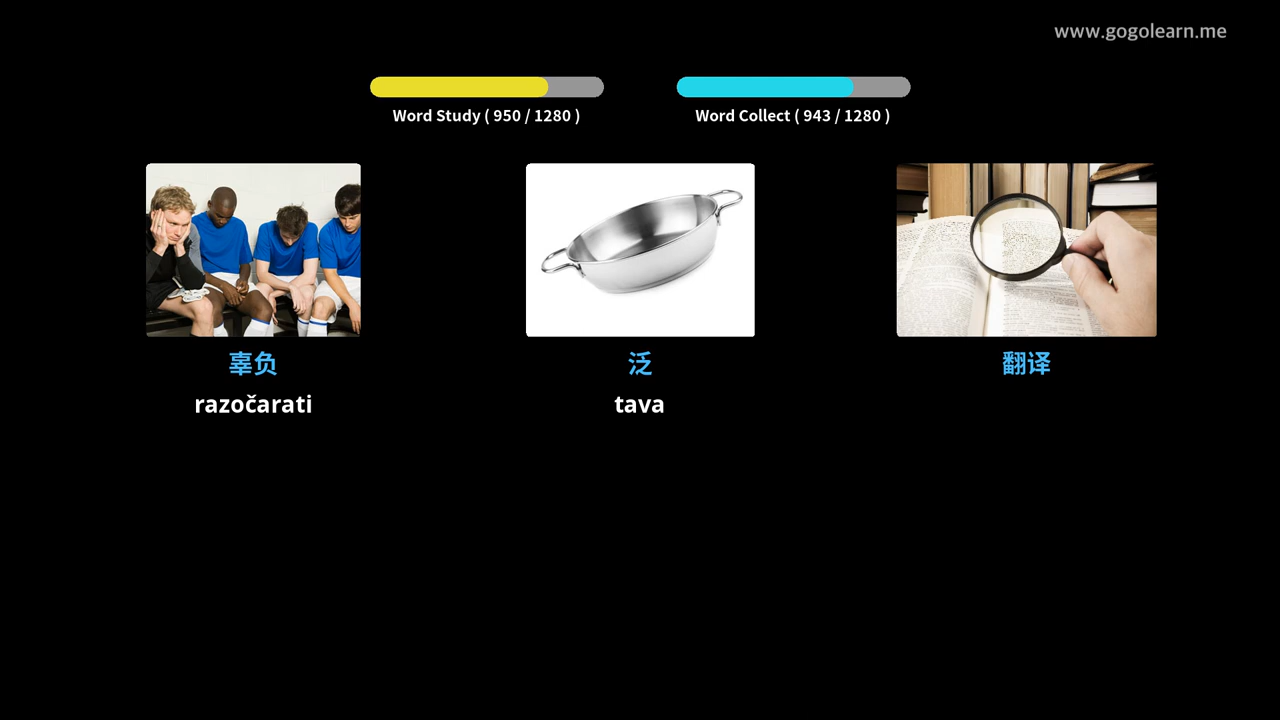 www.gogolearn.me
Word Study ( 950 / 1280 )
Word Collect ( 943 / 1280 )
辜负
泛
翻译
razočarati
tava